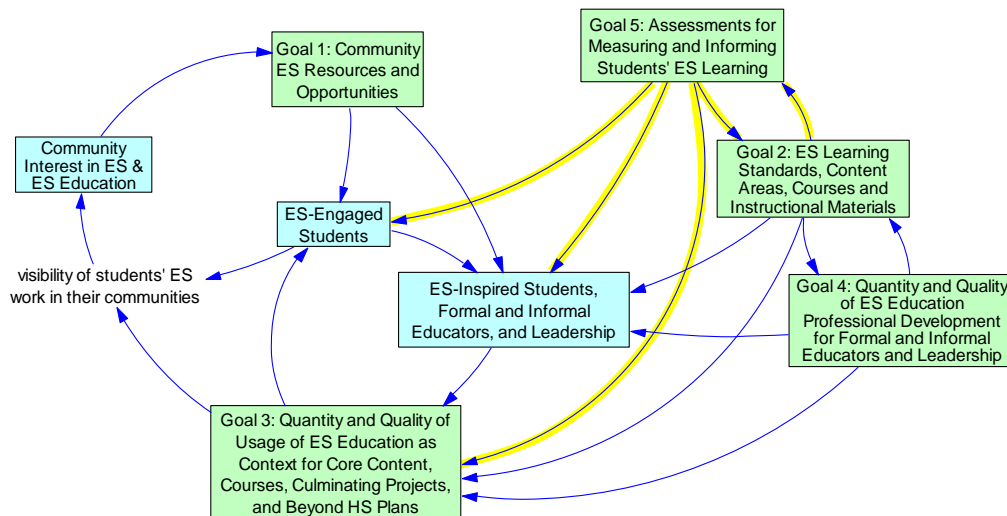 Goal 5: Assessments for
Measuring and Informing
Students' ES Learning
Goal 1: Community
ES Resources and
Opportunities
Community
Interest in ES &
ES Education
Goal 2: ES Learning
Standards, Content
Areas, Courses and
Instructional Materials
ES-Engaged
Students
visibility of students' ES
work in their communities
ES-Inspired Students,
Formal and Informal
Educators, and Leadership
Goal 4: Quantity and Quality
of ES Education
Professional Development
for Formal and Informal
Educators and Leadership
Goal 3: Quantity and Quality of
Usage of ES Education as
Context for Core Content,
Courses, Culminating Projects,
and Beyond HS Plans